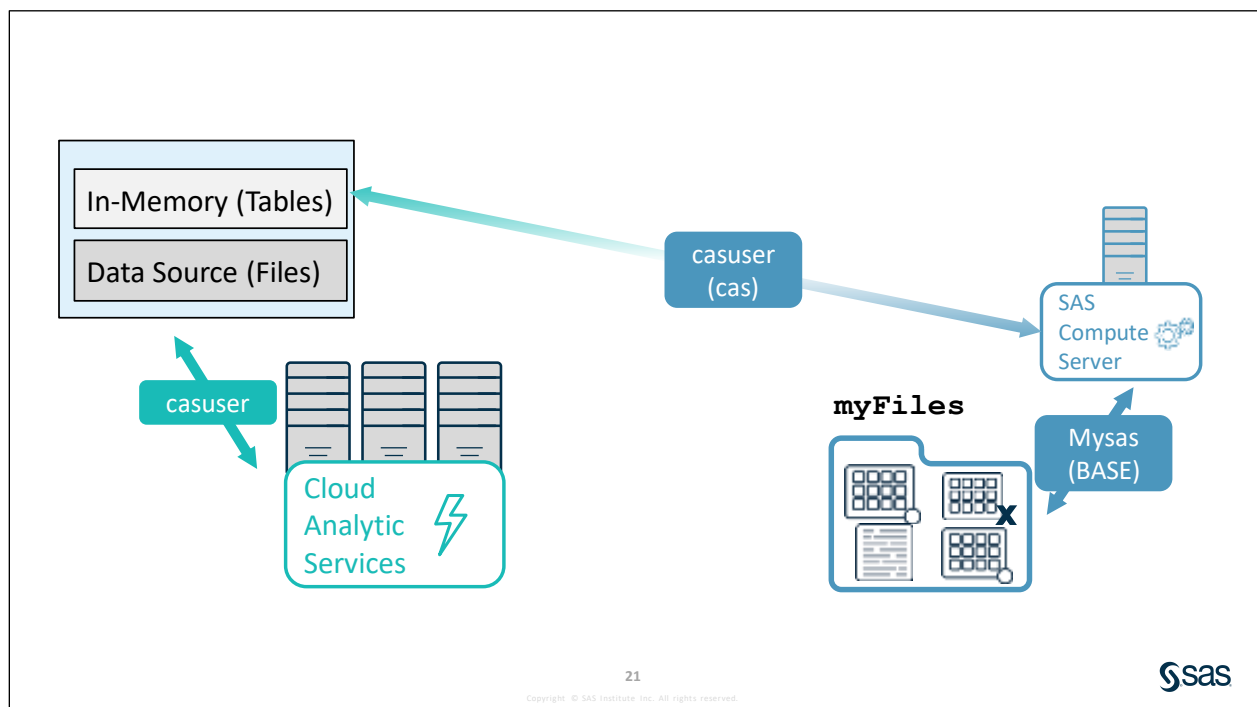 In-Memory (Tables)
Data Source (Files)
casuser
(cas)
SAS
Compute
Server
casuser
myFiles
Mysas
(BASE)
Cloud
Analytic
Services
x
21
Copyright © SAS Institute Inc. All rights reserved.
sas